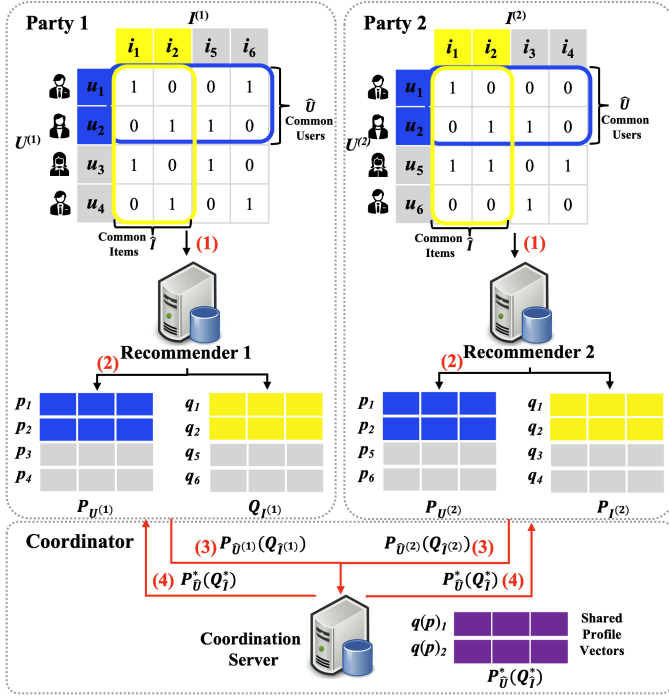 Party 1
I⁽¹⁾
i₁ i₂ i₅ i₆
u₁ 1 0 0 1
u₂ 0 1 1 0
u₃ 1 0 1 0
u₄ 0 1 0 1
U⁽¹⁾
Û
Common
Users
Common
Items
Î
(1)
Recommender 1
(2)
p₁
p₂
p₃
p₄
P_U⁽¹⁾
q₁
q₂
q₅
q₆
Q_I⁽¹⁾
Party 2
I⁽²⁾
i₁ i₂ i₃ i₄
u₁ 1 0 0 0
u₂ 0 1 1 0
u₅ 1 1 0 1
u₆ 0 0 1 0
U⁽²⁾
Û
Common
Users
Common
Items
Î
(1)
Recommender 2
(2)
p₁
p₂
p₅
p₆
P_U⁽²⁾
q₁
q₂
q₃
q₄
P_I⁽²⁾
Coordinator
(3) P_Û⁽¹⁾(Q_Î⁽¹⁾)
P_Û⁽²⁾(Q_Î⁽²⁾) (3)
(4) P*_Û(Q*_Î)
P*_Û(Q*_Î) (4)
Coordination
Server
q(p)₁
q(p)₂
Shared
Profile
Vectors
P*_Û(Q*_Î)